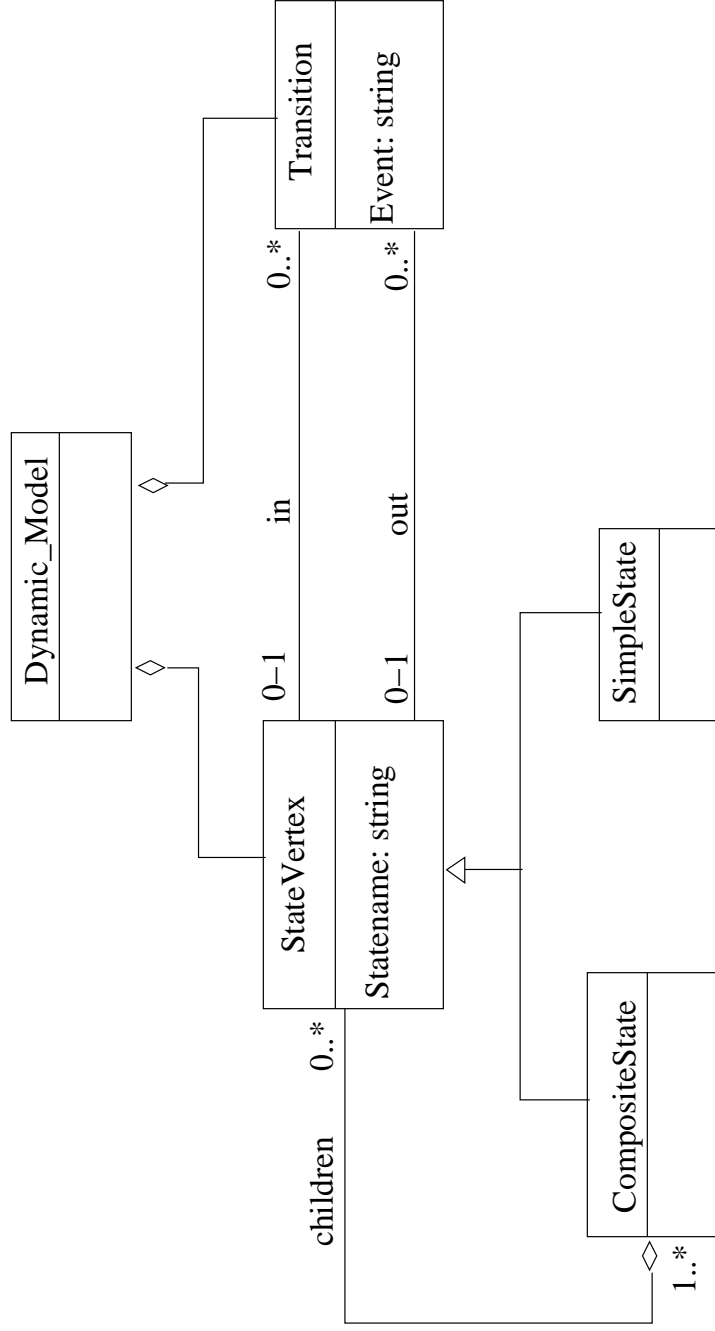 Dynamic_Model
StateVertex
Statename: string
Transition
Event: string
0–1
in
0..*
0–1
out
0..*
children
0..*
1..*
CompositeState
SimpleState